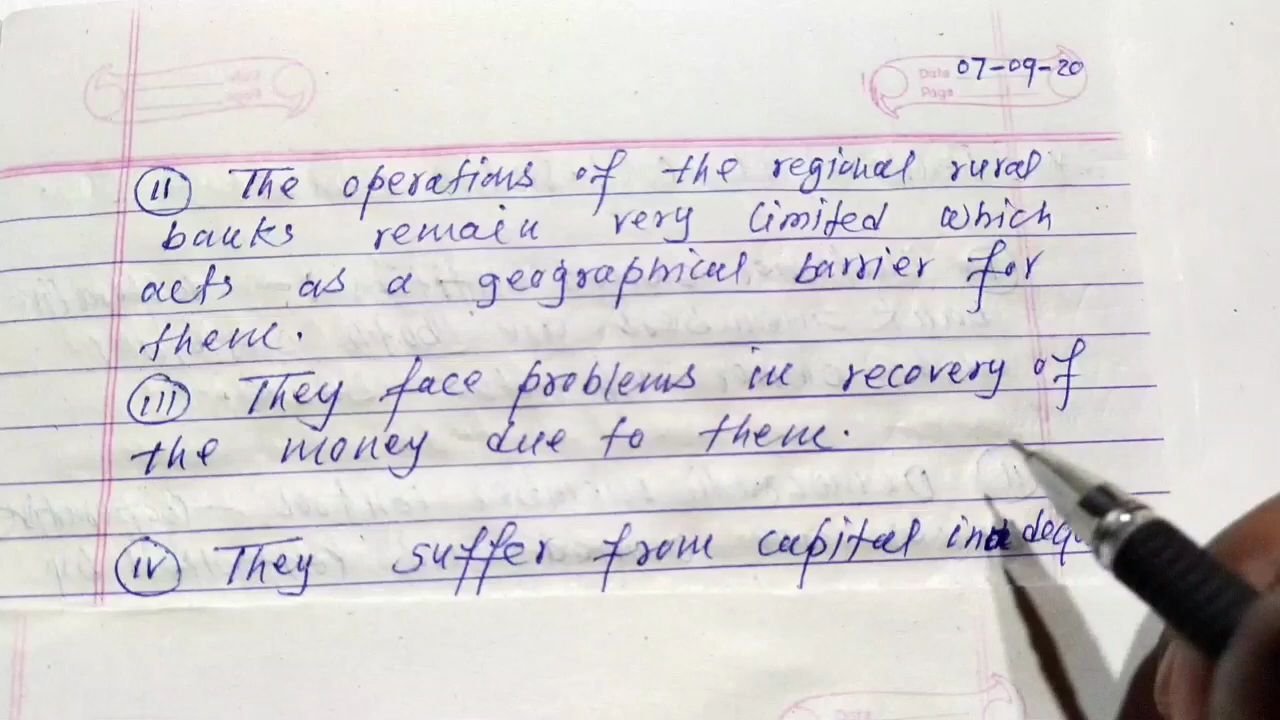 Date 07-09-20
Page
(ii) The operations of the regional rural
banks remain very limited which
acts as a geographical barrier for
them.
(iii) They face problems in recovery of
the money due to them.
(iv) They suffer from capital